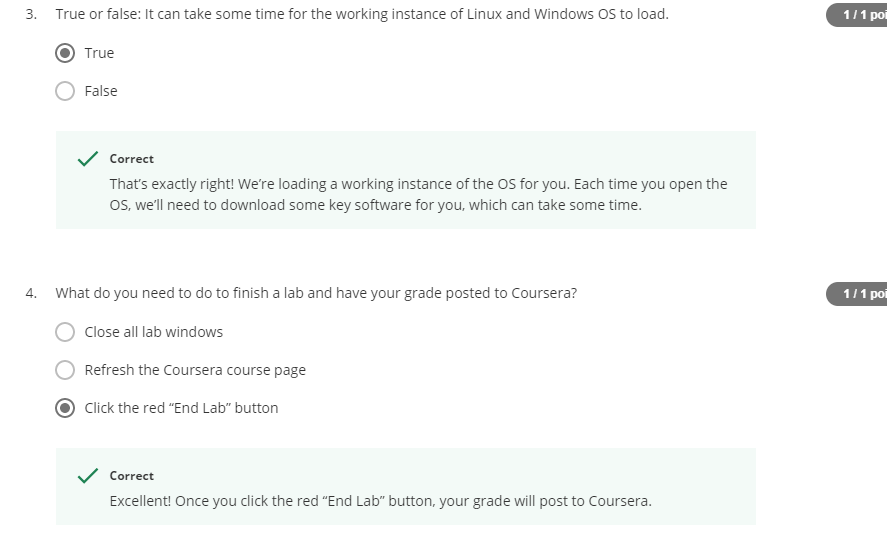 3. True or false: It can take some time for the working instance of Linux and Windows OS to load.
1 / 1 poi
True
False
Correct
That's exactly right! We're loading a working instance of the OS for you. Each time you open the
OS, we'll need to download some key software for you, which can take some time.
4. What do you need to do to finish a lab and have your grade posted to Coursera?
1 / 1 poi
Close all lab windows
Refresh the Coursera course page
Click the red “End Lab” button
Correct
Excellent! Once you click the red “End Lab” button, your grade will post to Coursera.